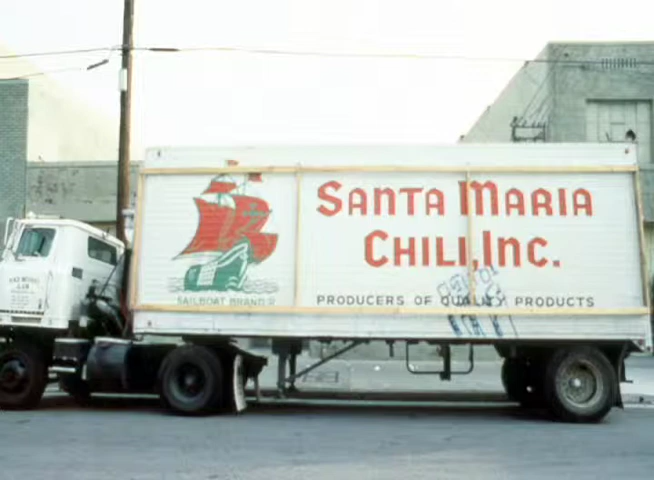 SANTA MARIA
CHILI, INC.
SAILBOAT BRAND
PRODUCERS OF QUALITY PRODUCTS